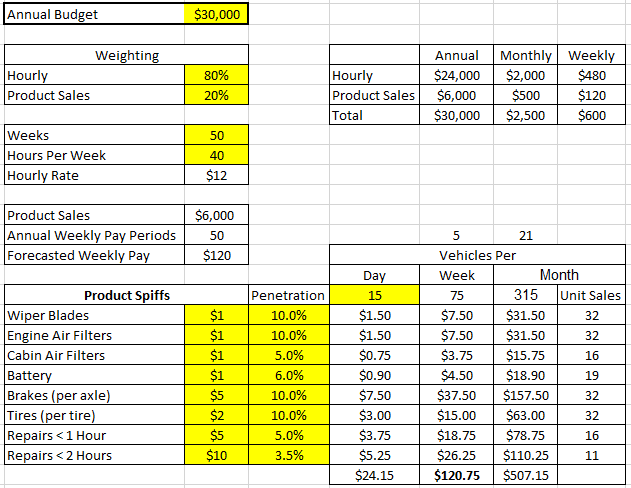 Annual Budget $30,000
Weighting Annual Monthly Weekly
Hourly 80% Hourly $24,000 $2,000 $480
Product Sales 20% Product Sales $6,000 $500 $120
Total $30,000 $2,500 $600
Weeks 50
Hours Per Week 40
Hourly Rate $12
Product Sales $6,000
Annual Weekly Pay Periods 50 5 21
Forecasted Weekly Pay $120 Vehicles Per
Day Week Month
Product Spiffs Penetration 15 75 315 Unit Sales
Wiper Blades $1 10.0% $1.50 $7.50 $31.50 32
Engine Air Filters $1 10.0% $1.50 $7.50 $31.50 32
Cabin Air Filters $1 5.0% $0.75 $3.75 $15.75 16
Battery $1 6.0% $0.90 $4.50 $18.90 19
Brakes (per axle) $5 10.0% $7.50 $37.50 $157.50 32
Tires (per tire) $2 10.0% $3.00 $15.00 $63.00 32
Repairs < 1 Hour $5 5.0% $3.75 $18.75 $78.75 16
Repairs < 2 Hours $10 3.5% $5.25 $26.25 $110.25 11
$24.15 $120.75 $507.15